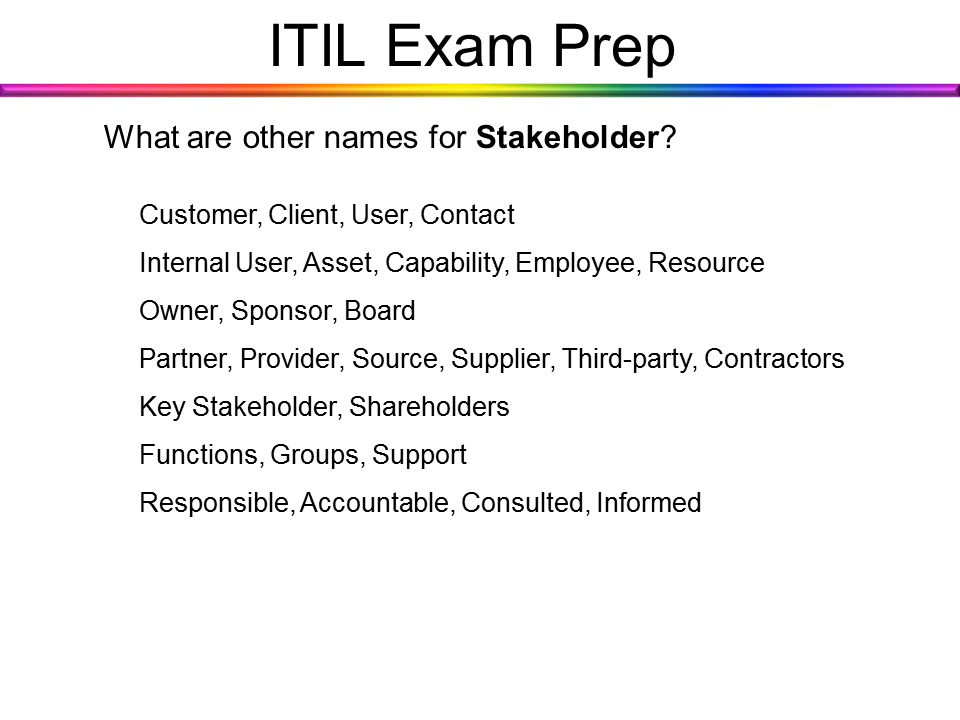 ITIL Exam Prep
What are other names for Stakeholder?
Customer, Client, User, Contact
Internal User, Asset, Capability, Employee, Resource
Owner, Sponsor, Board
Partner, Provider, Source, Supplier, Third-party, Contractors
Key Stakeholder, Shareholders
Functions, Groups, Support
Responsible, Accountable, Consulted, Informed